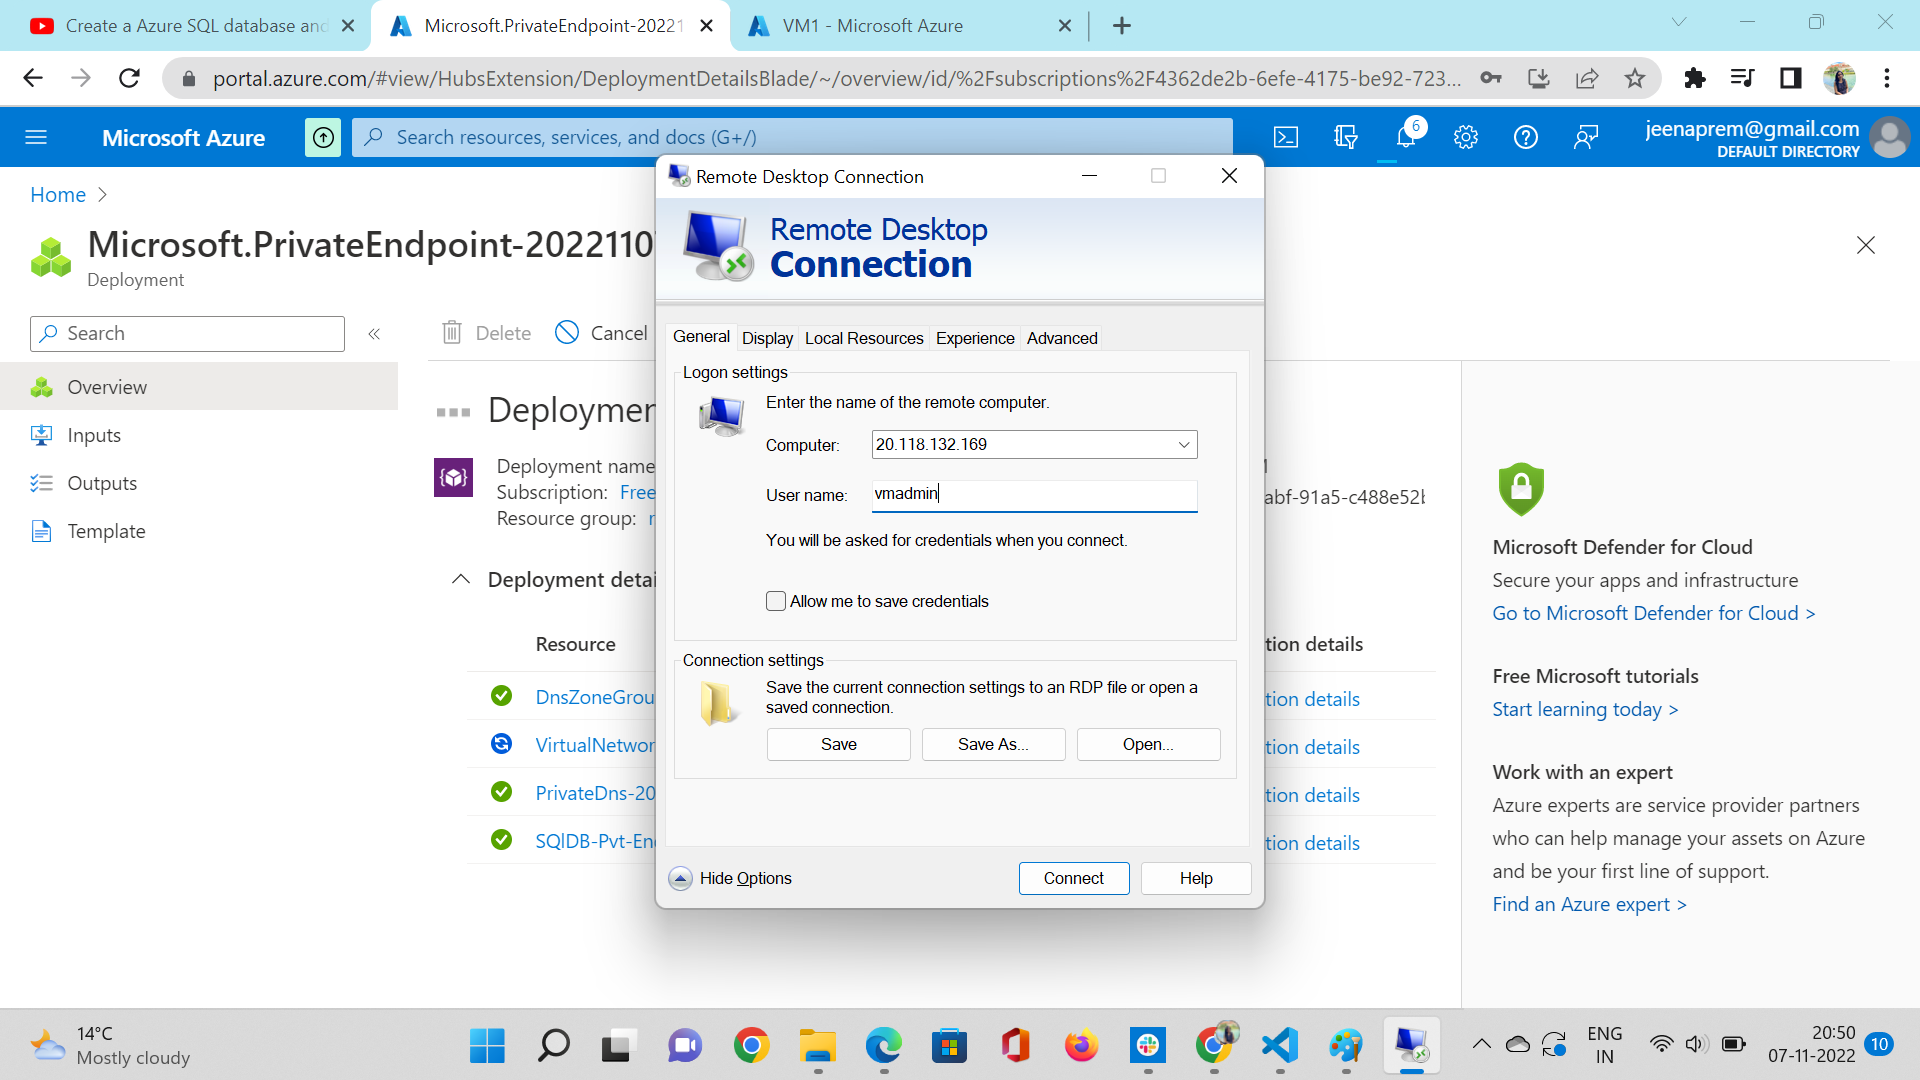 Create a Azure SQL database and
Microsoft.PrivateEndpoint-20221
VM1 - Microsoft Azure
portal.azure.com/#view/HubsExtension/DeploymentDetailsBlade/~/overview/id/%2Fsubscriptions%2F4362de2b-6efe-4175-be92-723...
Microsoft Azure
Search resources, services, and docs (G+/)
6
jeenaprem@gmail.com
DEFAULT DIRECTORY
Home
Microsoft.PrivateEndpoint-2022110
Deployment
Search
Delete
Cancel
Overview
Inputs
Outputs
Template
Deploymen
Deployment name
Subscription: Free
Resource group:
abf-91a5-c488e52b
Deployment detai
Resource
tion details
DnsZoneGrou
tion details
VirtualNetwor
tion details
PrivateDns-20
tion details
SQlDB-Pvt-En
tion details
Remote Desktop Connection
Remote Desktop
Connection
General
Display
Local Resources
Experience
Advanced
Logon settings
Enter the name of the remote computer.
Computer:
20.118.132.169
User name:
vmadmin
You will be asked for credentials when you connect.
Allow me to save credentials
Connection settings
Save the current connection settings to an RDP file or open a
saved connection.
Save
Save As...
Open...
Hide Options
Connect
Help
Microsoft Defender for Cloud
Secure your apps and infrastructure
Go to Microsoft Defender for Cloud >
Free Microsoft tutorials
Start learning today >
Work with an expert
Azure experts are service provider partners
who can help manage your assets on Azure
and be your first line of support.
Find an Azure expert >
14°C
Mostly cloudy
ENG
IN
20:50
07-11-2022
10